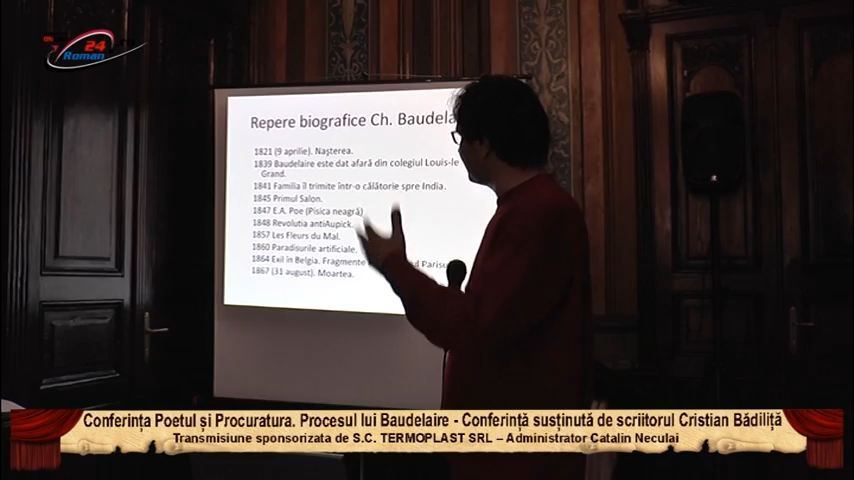 24
Roman
Repere biografice Ch. Baudela
1821 (9 aprilie). Nașterea.
1839 Baudelaire este dat afară din colegiul Louis-le
Grand.
1841 Familia îl trimite într-o călătorie spre India.
1845 Primul Salon.
1847 E.A. Poe (Pisica neagră)
1848 Revolutia antiAupick.
1857 Les Fleurs du Mal.
1860 Paradisurile artificiale.
1864 Exil în Belgia. Fragmente
1867 (31 august). Moartea.
Conferința Poetul și Procuratura. Procesul lui Baudelaire - Conferință susținută de scriitorul Cristian Bădiliță
Transmisiune sponsorizata de S.C. TERMOPLAST SRL – Administrator Catalin Neculai